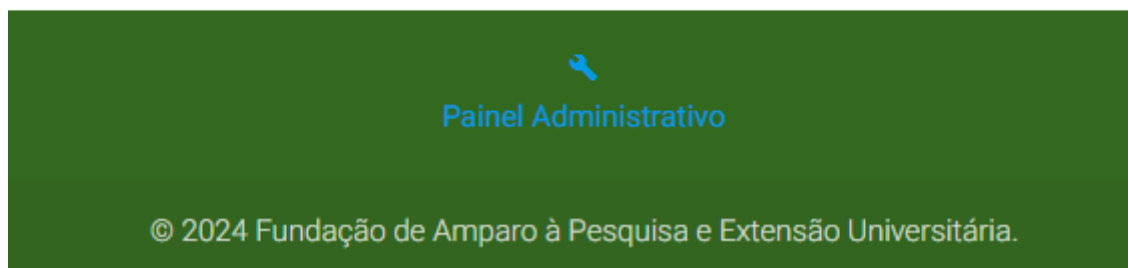 Painel Administrativo
© 2024 Fundação de Amparo à Pesquisa e Extensão Universitária.